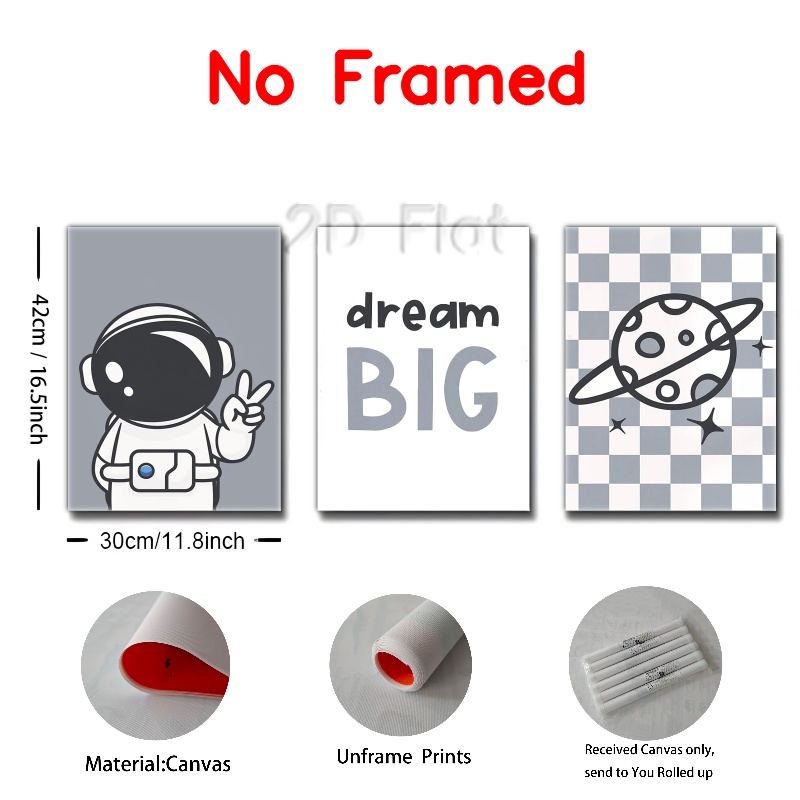 No Framed
2D Flat
42cm / 16.5inch
dream
BIG
30cm/11.8inch
Material:Canvas
Unframe Prints
Received Canvas only,
send to You Rolled up